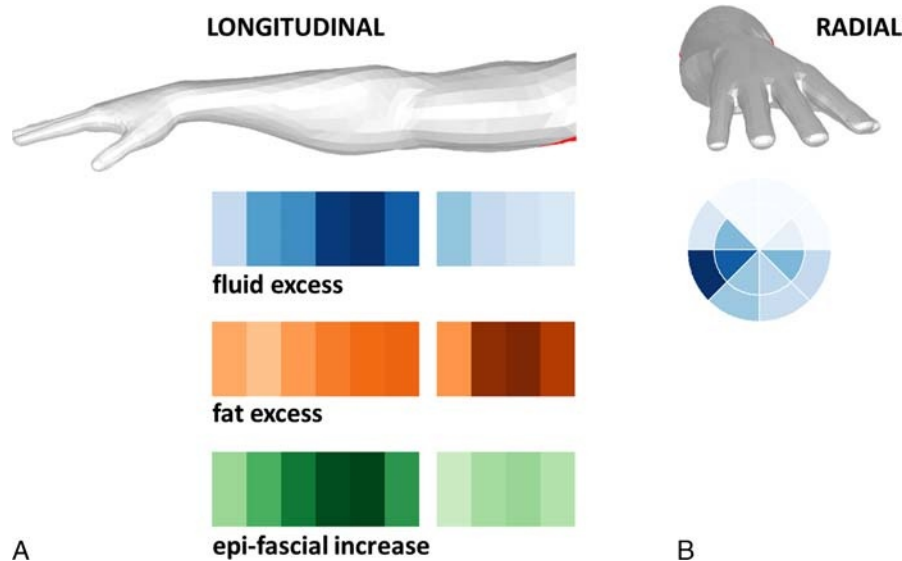 LONGITUDINAL
RADIAL
fluid excess
fat excess
epi-fascial increase
A
B